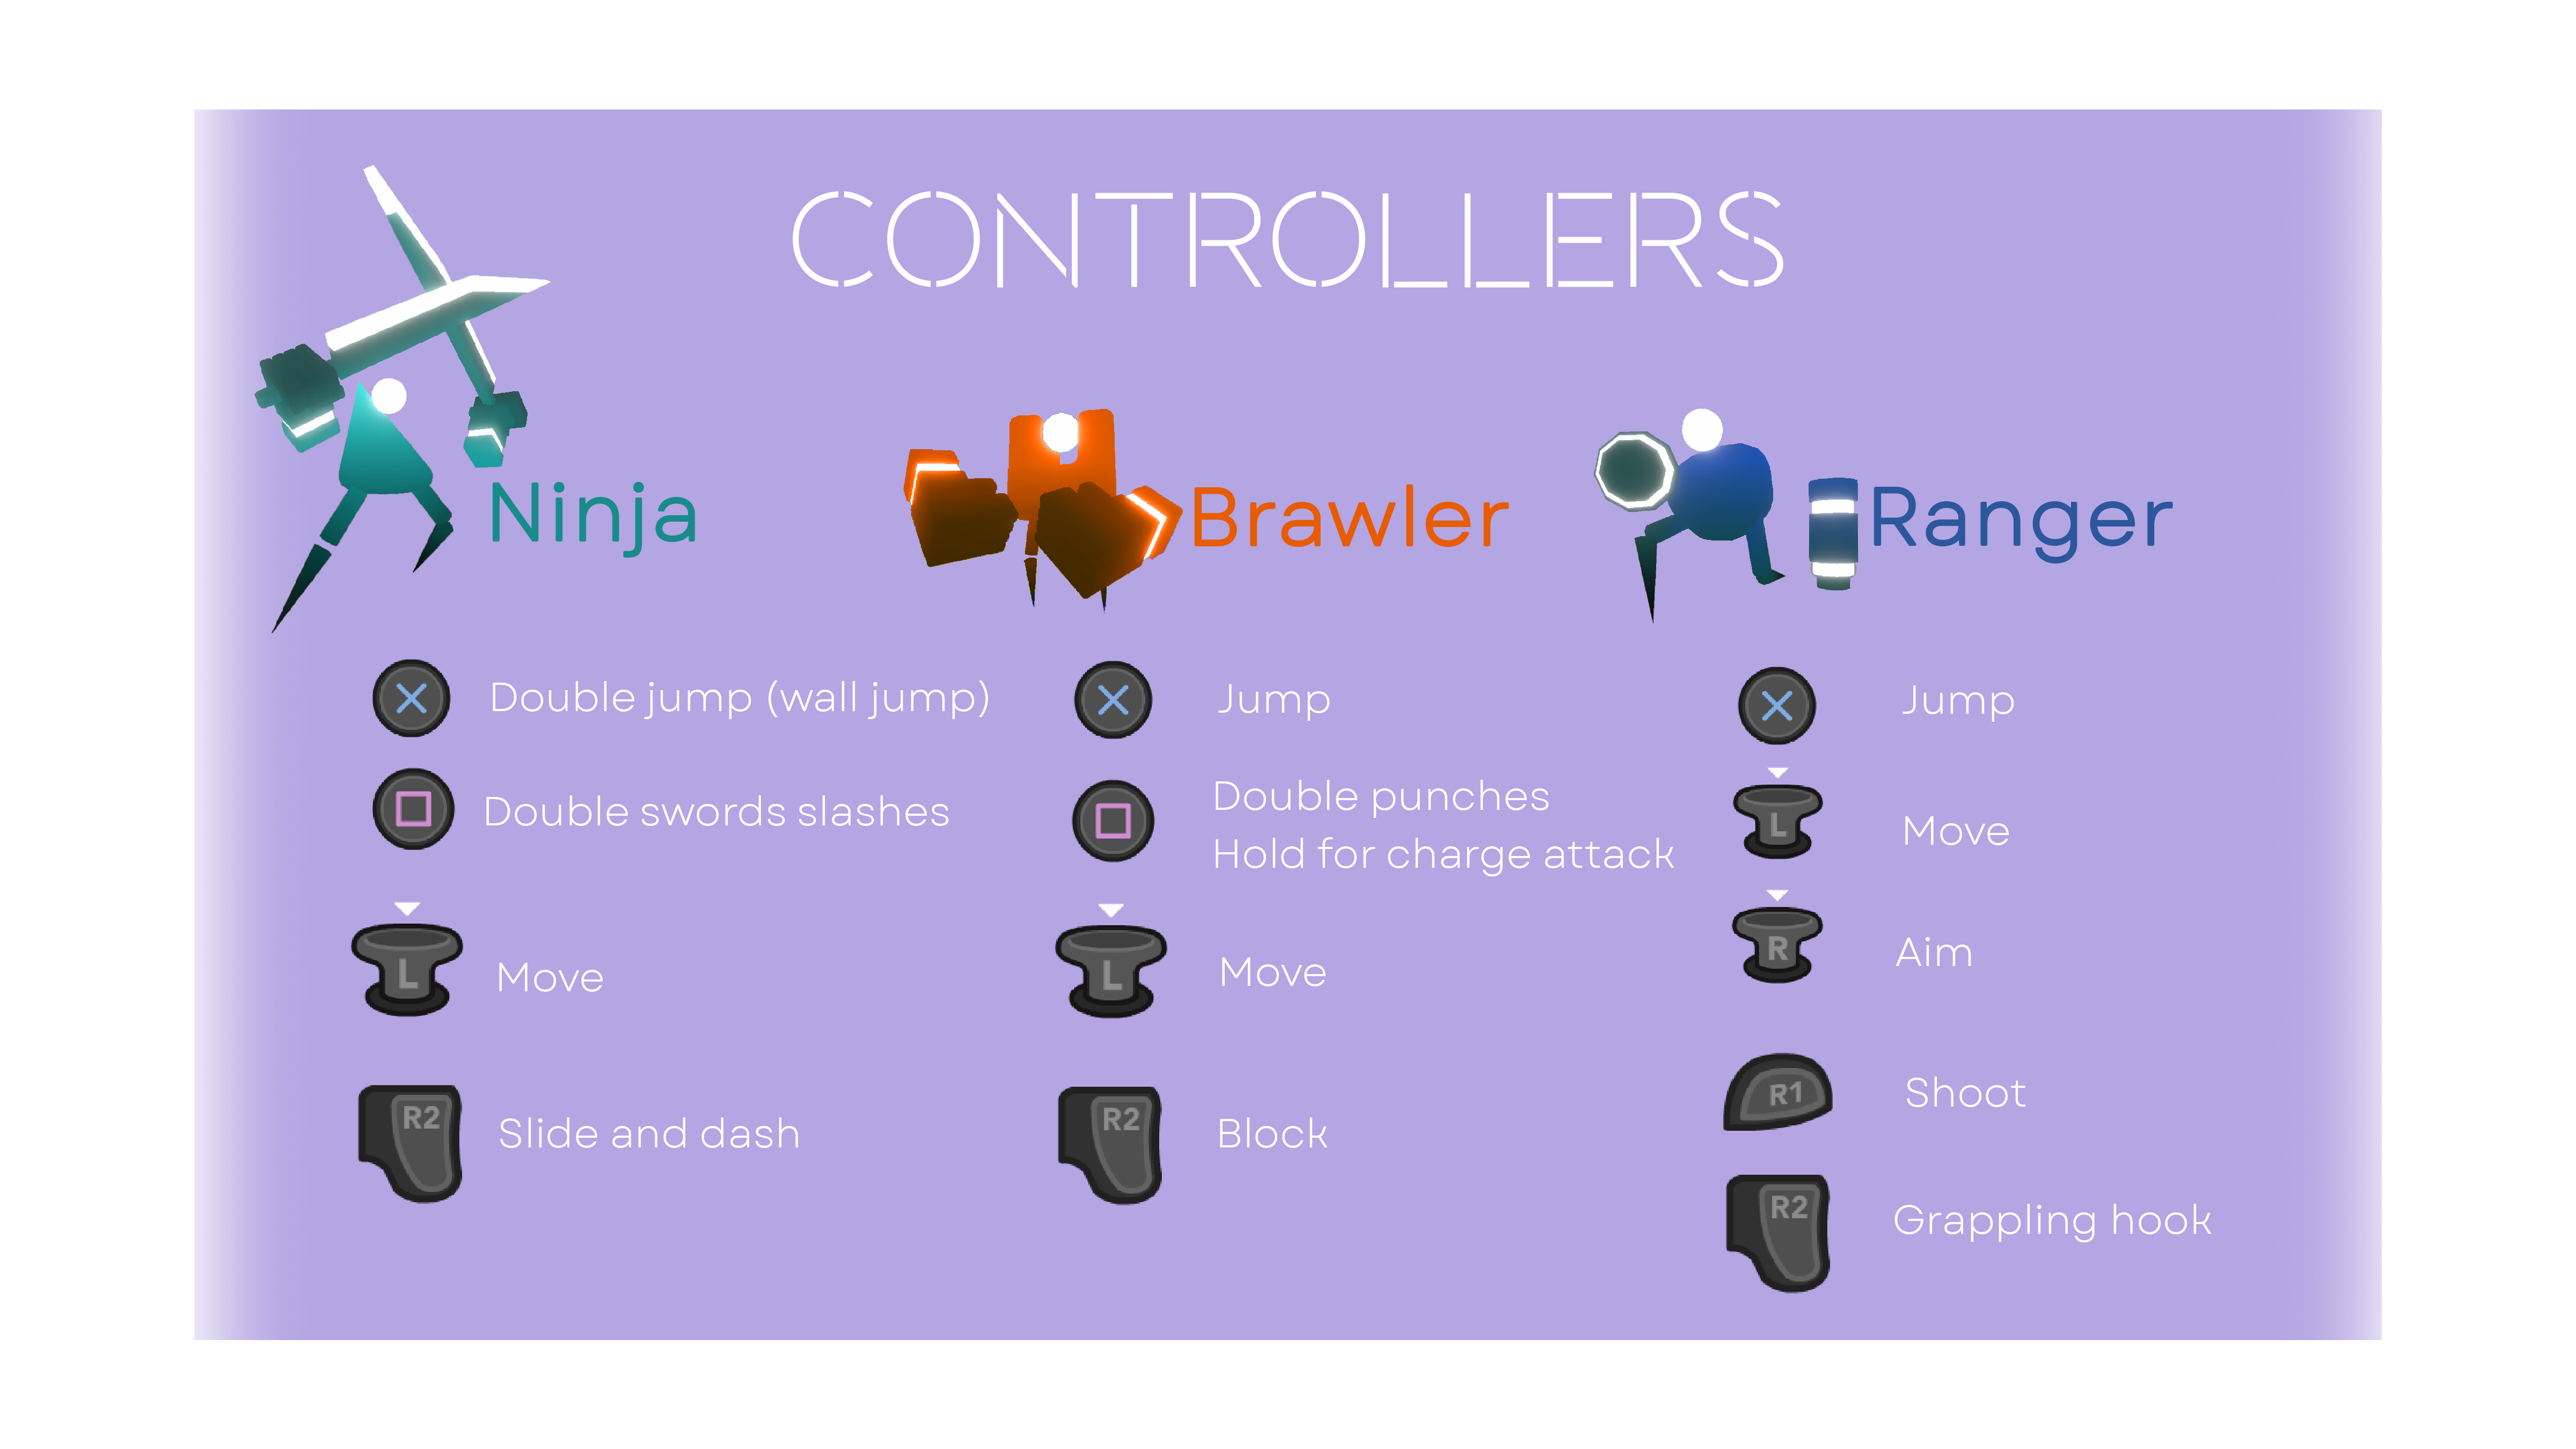 CONTROLLERS
Ninja
Double jump (wall jump)
Double swords slashes
L
Move
R2
Slide and dash
Brawler
Jump
Double punches
Hold for charge attack
L
Move
R2
Block
Ranger
Jump
L
Move
R
Aim
R1
Shoot
R2
Grappling hook